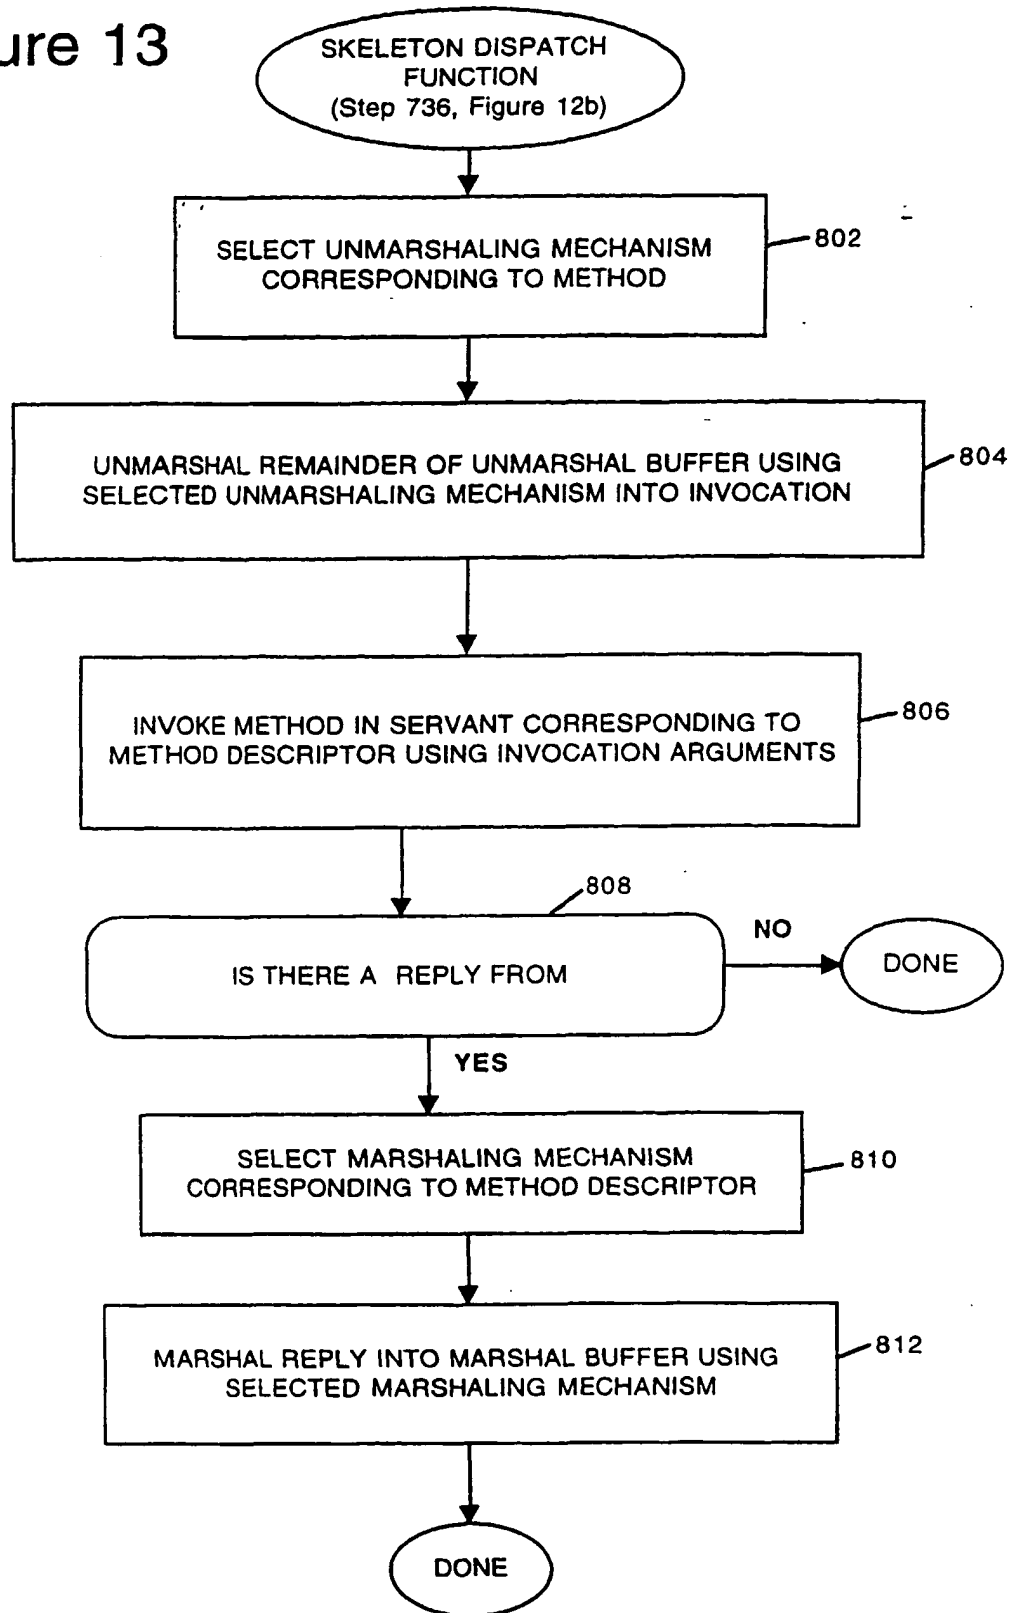 ure 13
SKELETON DISPATCH
FUNCTION
(Step 736, Figure 12b)
802
SELECT UNMARSHALING MECHANISM
CORRESPONDING TO METHOD
804
UNMARSHAL REMAINDER OF UNMARSHAL BUFFER USING
SELECTED UNMARSHALING MECHANISM INTO INVOCATION
806
INVOKE METHOD IN SERVANT CORRESPONDING TO
METHOD DESCRIPTOR USING INVOCATION ARGUMENTS
808
IS THERE A REPLY FROM
NO
DONE
YES
810
SELECT MARSHALING MECHANISM
CORRESPONDING TO METHOD DESCRIPTOR
812
MARSHAL REPLY INTO MARSHAL BUFFER USING
SELECTED MARSHALING MECHANISM
DONE